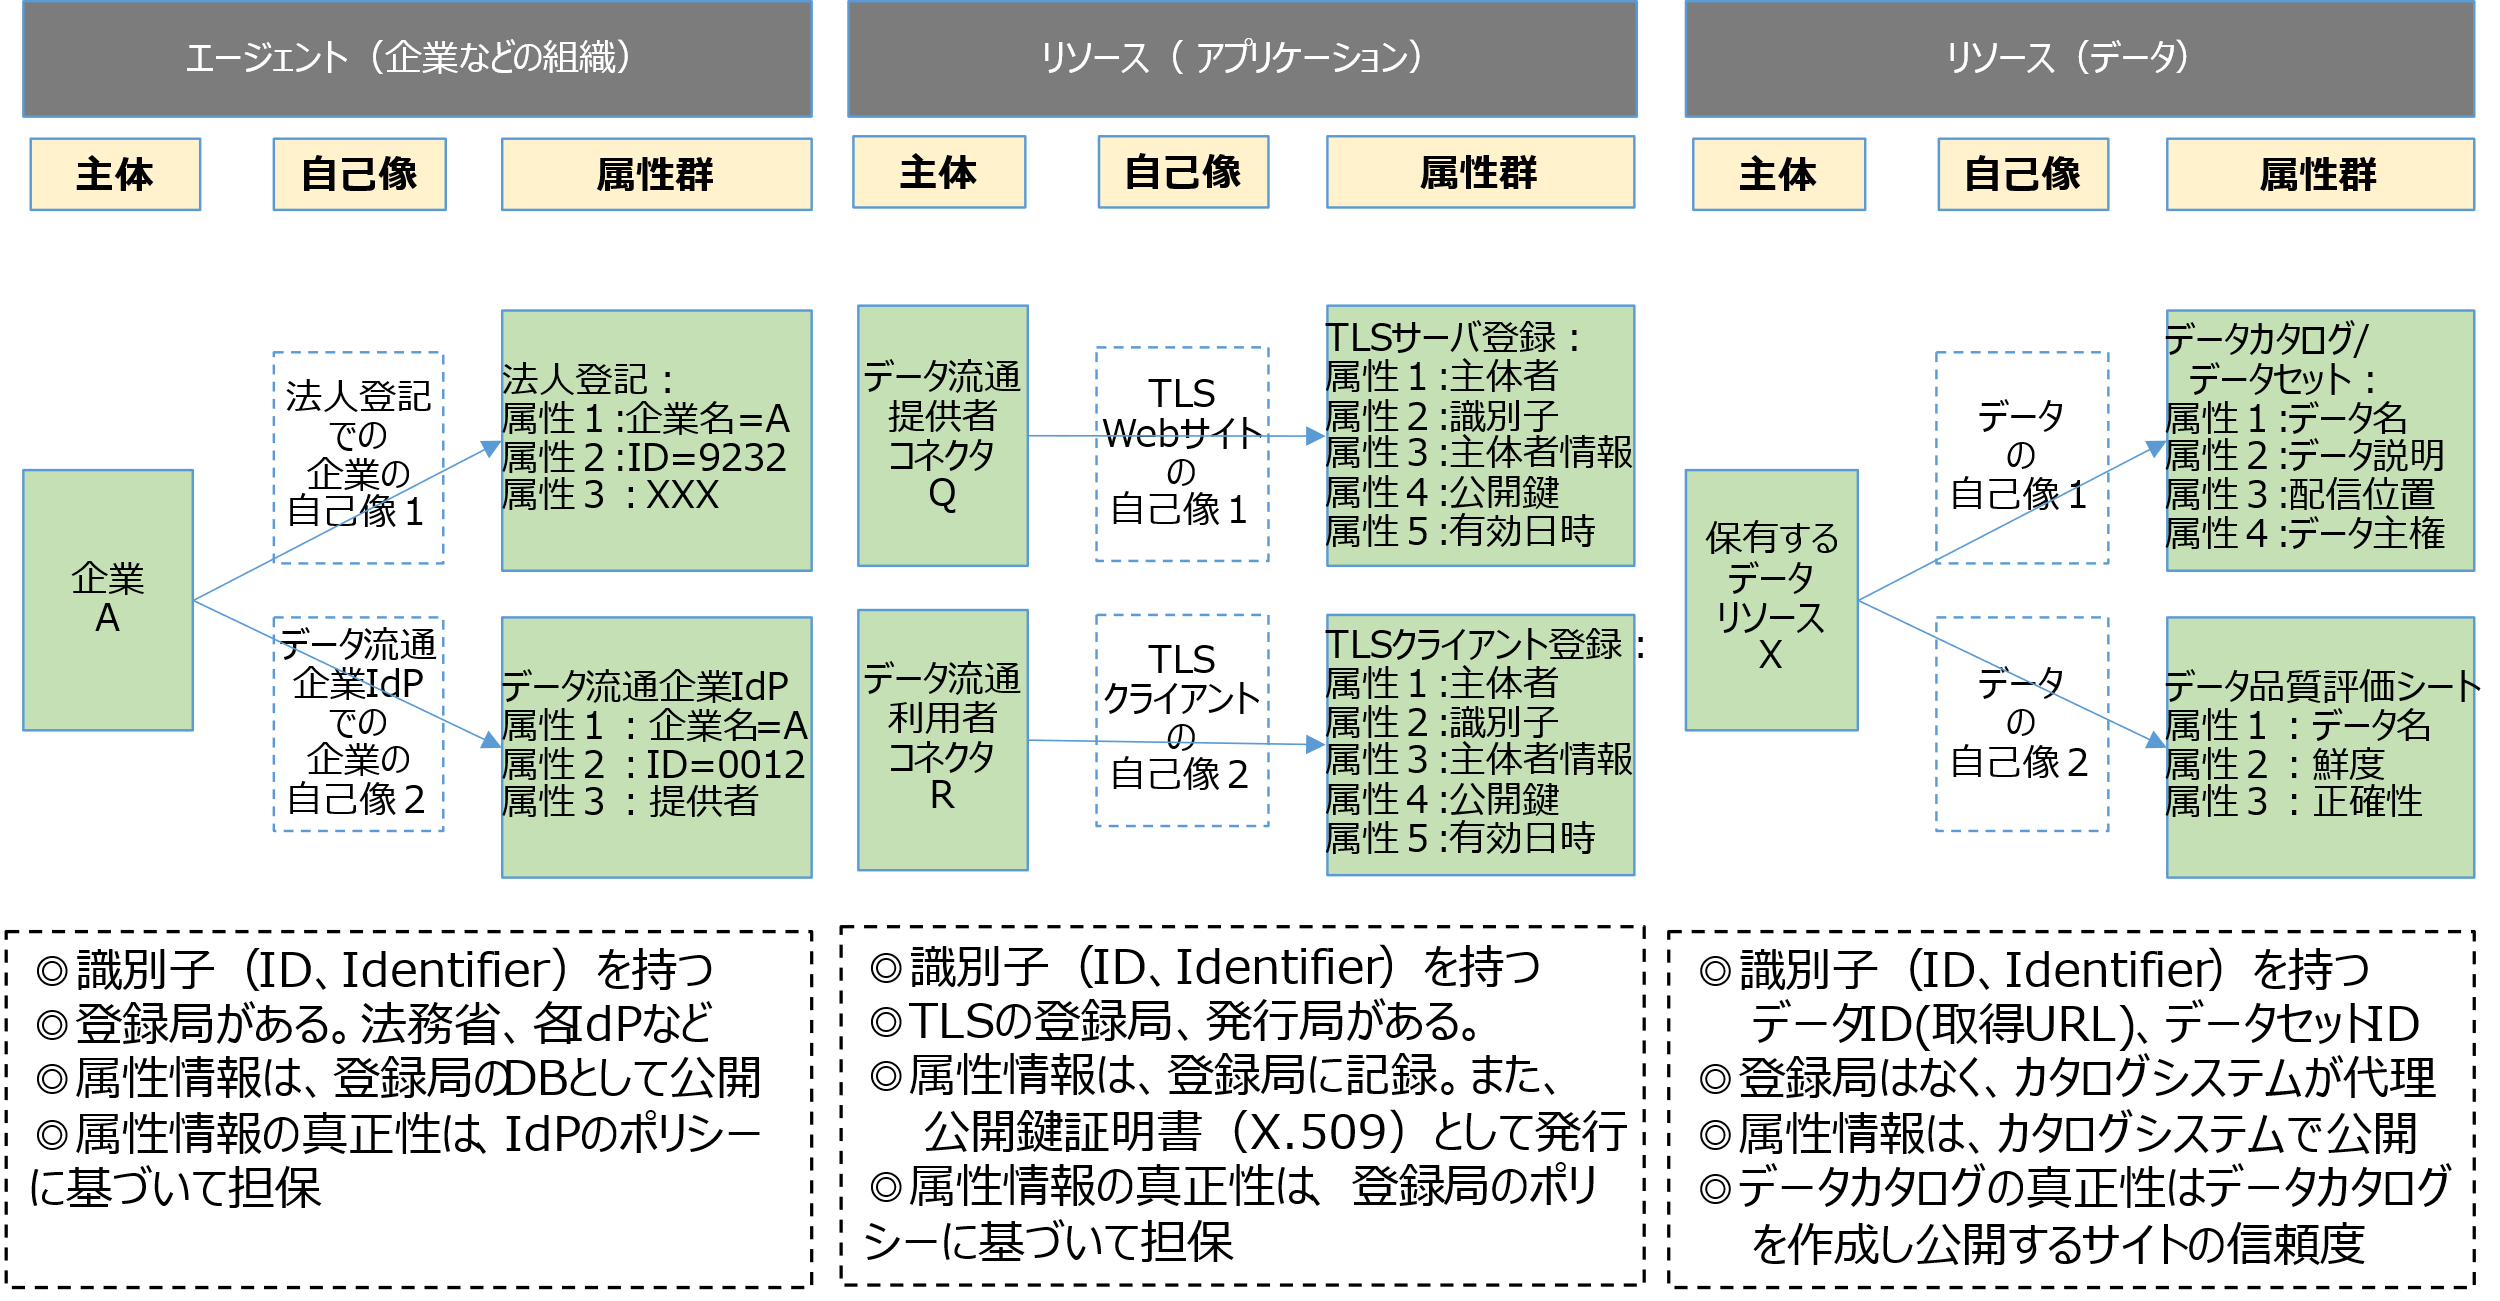 エージェント（企業などの組織）
主体
自己像
属性群
企業
A
法人登記
での
企業の
自己像１
データ流通
企業IdP
での
企業の
自己像２
法人登記：
属性１:企業名=A
属性２:ID=9232
属性３：XXX
データ流通企業IdP
属性１：企業名=A
属性２：ID=0012
属性３：提供者
◎識別子（ID、Identifier）を持つ
◎登録局がある。法務省、各IdPなど
◎属性情報は、登録局のDBとして公開
◎属性情報の真正性は、IdPのポリシー
に基づいて担保
リソース（ アプリケーション）
主体
自己像
属性群
データ流通
提供者
コネクタ
Q
データ流通
利用者
コネクタ
R
TLS
Webサイト
の
自己像１
TLS
クライアント
の
自己像２
TLSサーバ登録：
属性１:主体者
属性２:識別子
属性３:主体者情報
属性４:公開鍵
属性５:有効日時
TLSクライアント登録：
属性１:主体者
属性２:識別子
属性３:主体者情報
属性４:公開鍵
属性５:有効日時
◎識別子（ID、Identifier）を持つ
◎TLSの登録局、発行局がある。
◎属性情報は、登録局に記録。また、
公開鍵証明書（X.509）として発行
◎属性情報の真正性は、登録局のポリ
シーに基づいて担保
リソース（データ）
主体
自己像
属性群
保有する
データ
リソース
X
データ
の
自己像１
データ
の
自己像２
データカタログ/
データセット：
属性１:データ名
属性２:データ説明
属性３:配信位置
属性４:データ主権
データ品質評価シート
属性１：データ名
属性２：鮮度
属性３：正確性
◎識別子（ID、Identifier）を持つ
データID(取得URL)、データセットID
◎登録局はなく、カタログシステムが代理
◎属性情報は、カタログシステムで公開
◎データカタログの真正性はデータカタログ
を作成し公開するサイトの信頼度